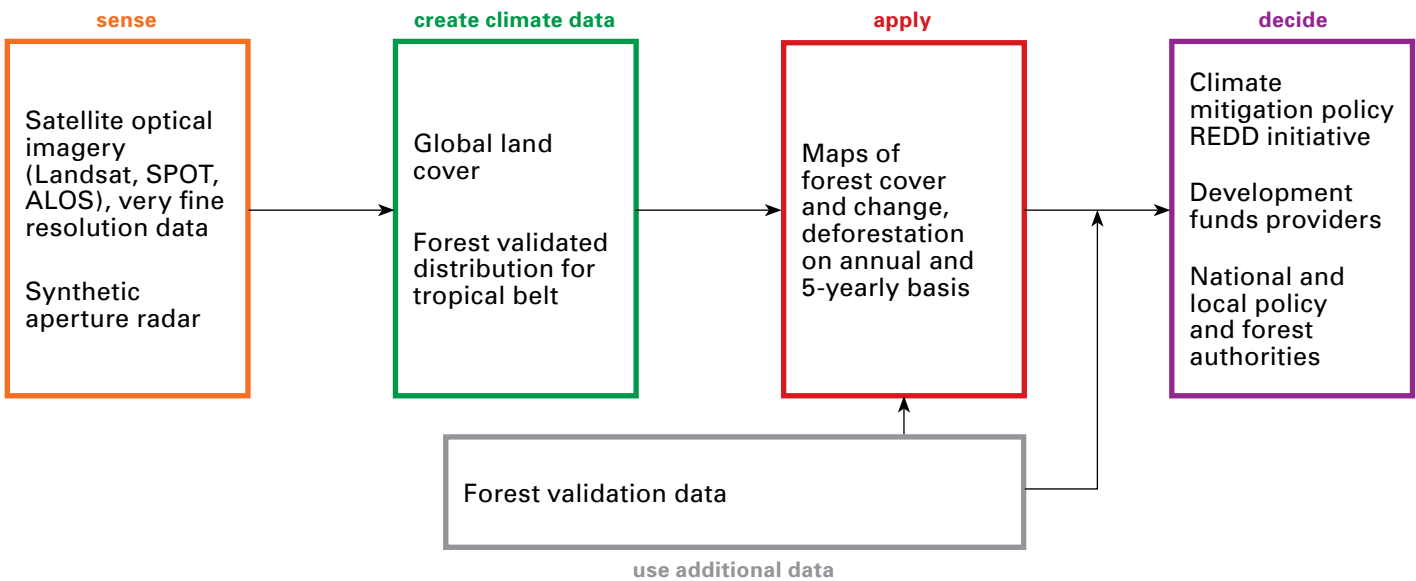 sense
Satellite optical
imagery
(Landsat, SPOT,
ALOS), very fine
resolution data
Synthetic
aperture radar
create climate data
Global land
cover
Forest validated
distribution for
tropical belt
apply
Maps of
forest cover
and change,
deforestation
on annual and
5-yearly basis
decide
Climate
mitigation policy
REDD initiative
Development
funds providers
National and
local policy
and forest
authorities
Forest validation data
use additional data